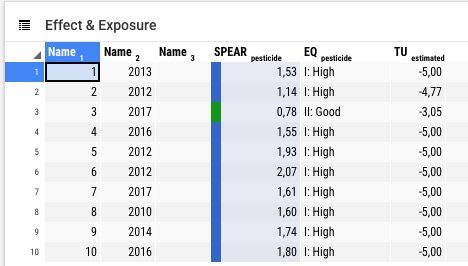 Effect & Exposure
Name 1 Name 2 Name 3 SPEAR pesticide EQ pesticide TU estimated
1 1 2013 1,53 I: High -5,00
2 2 2012 1,14 I: High -4,77
3 3 2017 0,78 II: Good -3,05
4 4 2016 1,55 I: High -5,00
5 5 2012 1,93 I: High -5,00
6 6 2012 2,07 I: High -5,00
7 7 2017 1,61 I: High -5,00
8 8 2010 1,60 I: High -5,00
9 9 2014 1,74 I: High -5,00
10 10 2016 1,80 I: High -5,00